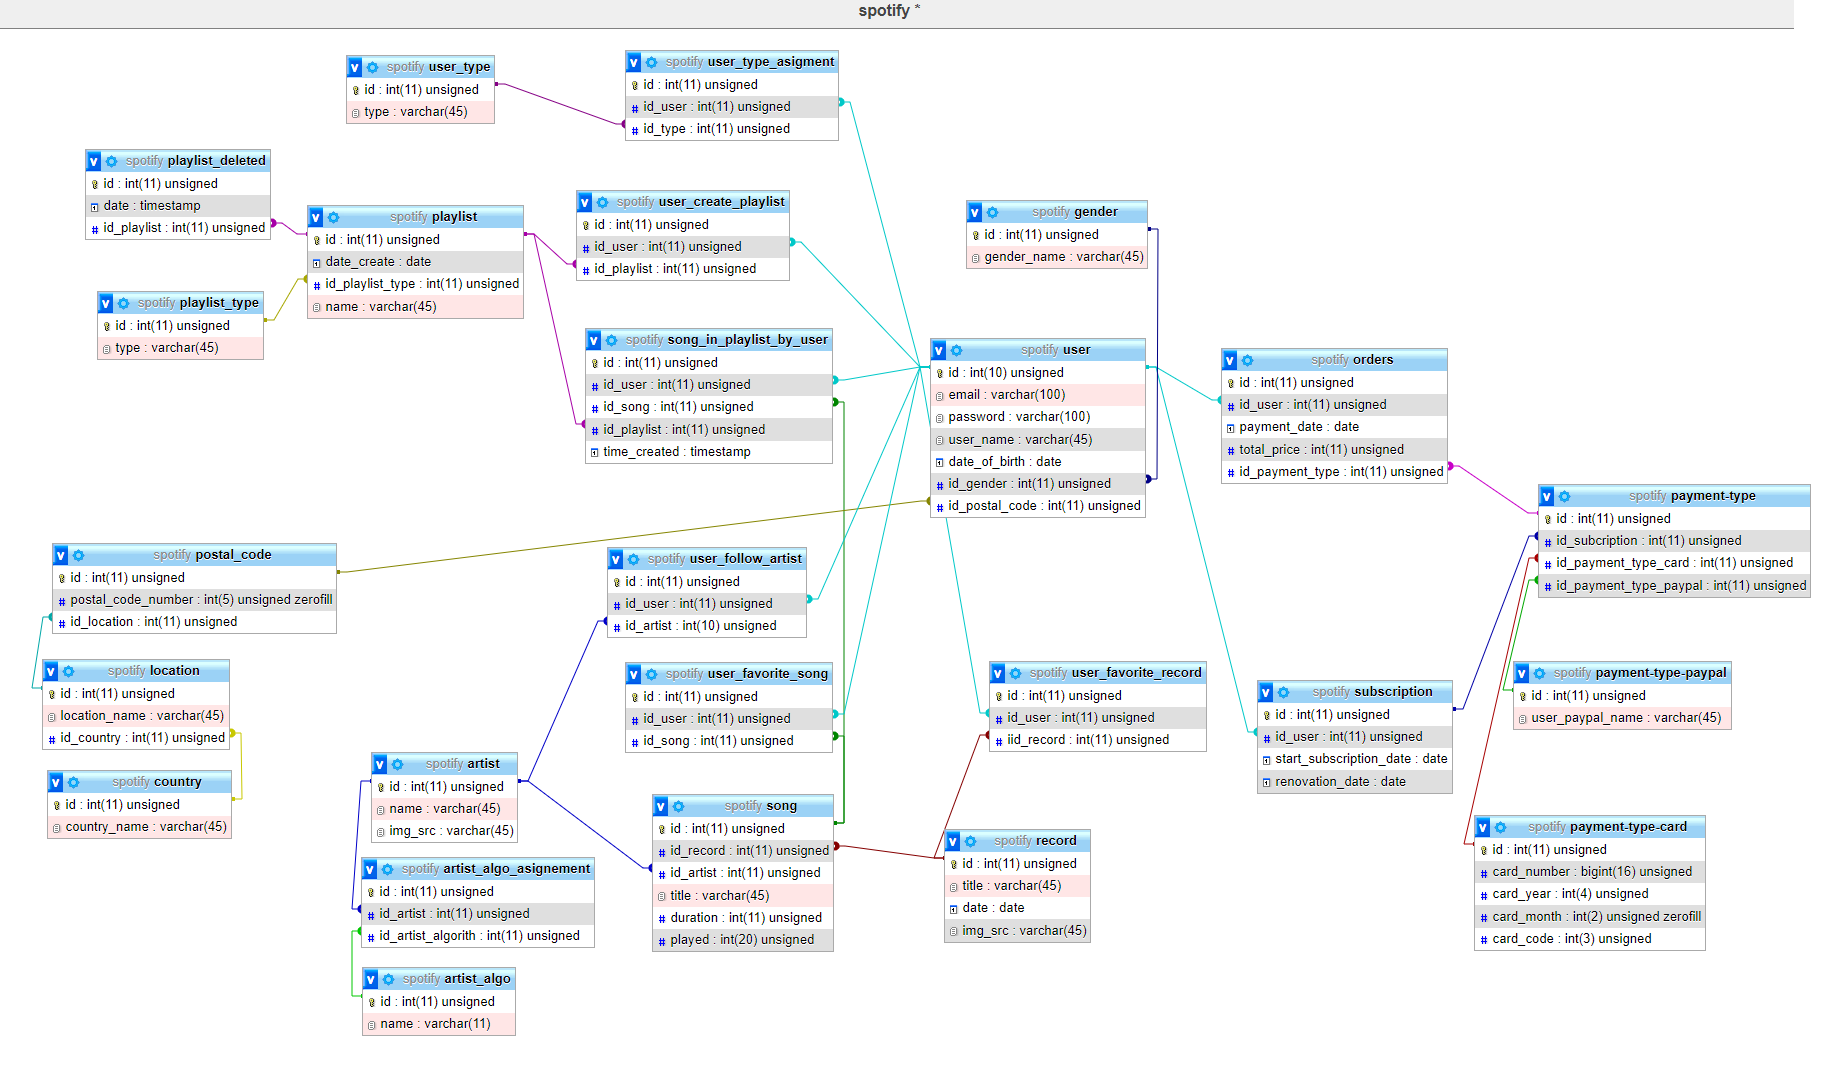 spotify *
spotify user_type
id : int(11) unsigned
type : varchar(45)
spotify user_type_asigment
id : int(11) unsigned
id_user : int(11) unsigned
id_type : int(11) unsigned
spotify playlist_deleted
id : int(11) unsigned
date : timestamp
id_playlist : int(11) unsigned
spotify playlist
id : int(11) unsigned
date_create : date
id_playlist_type : int(11) unsigned
name : varchar(45)
spotify user_create_playlist
id : int(11) unsigned
id_user : int(11) unsigned
id_playlist : int(11) unsigned
spotify gender
id : int(11) unsigned
gender_name : varchar(45)
spotify playlist_type
id : int(11) unsigned
type : varchar(45)
spotify song_in_playlist_by_user
id : int(11) unsigned
id_user : int(11) unsigned
id_song : int(11) unsigned
id_playlist : int(11) unsigned
time_created : timestamp
spotify user
id : int(10) unsigned
email : varchar(100)
password : varchar(100)
user_name : varchar(45)
date_of_birth : date
id_gender : int(11) unsigned
id_postal_code : int(11) unsigned
spotify orders
id : int(11) unsigned
id_user : int(11) unsigned
payment_date : date
total_price : int(11) unsigned
id_payment_type : int(11) unsigned
spotify payment-type
id : int(11) unsigned
id_subcription : int(11) unsigned
id_payment_type_card : int(11) unsigned
id_payment_type_paypal : int(11) unsigned
spotify postal_code
id : int(11) unsigned
postal_code_number : int(5) unsigned zerofill
id_location : int(11) unsigned
spotify user_follow_artist
id : int(11) unsigned
id_user : int(11) unsigned
id_artist : int(10) unsigned
spotify location
id : int(11) unsigned
location_name : varchar(45)
id_country : int(11) unsigned
spotify user_favorite_song
id : int(11) unsigned
id_user : int(11) unsigned
id_song : int(11) unsigned
spotify user_favorite_record
id : int(11) unsigned
id_user : int(11) unsigned
iid_record : int(11) unsigned
spotify subscription
id : int(11) unsigned
id_user : int(11) unsigned
start_subscription_date : date
renovation_date : date
spotify payment-type-paypal
id : int(11) unsigned
user_paypal_name : varchar(45)
spotify country
id : int(11) unsigned
country_name : varchar(45)
spotify artist
id : int(11) unsigned
name : varchar(45)
img_src : varchar(45)
spotify song
id : int(11) unsigned
id_record : int(11) unsigned
id_artist : int(11) unsigned
title : varchar(45)
duration : int(11) unsigned
played : int(20) unsigned
spotify record
id : int(11) unsigned
title : varchar(45)
date : date
img_src : varchar(45)
spotify payment-type-card
id : int(11) unsigned
card_number : bigint(16) unsigned
card_year : int(4) unsigned
card_month : int(2) unsigned zerofill
card_code : int(3) unsigned
spotify artist_algo_asignement
id : int(11) unsigned
id_artist : int(11) unsigned
id_artist_algorith : int(11) unsigned
spotify artist_algo
id : int(11) unsigned
name : varchar(11)